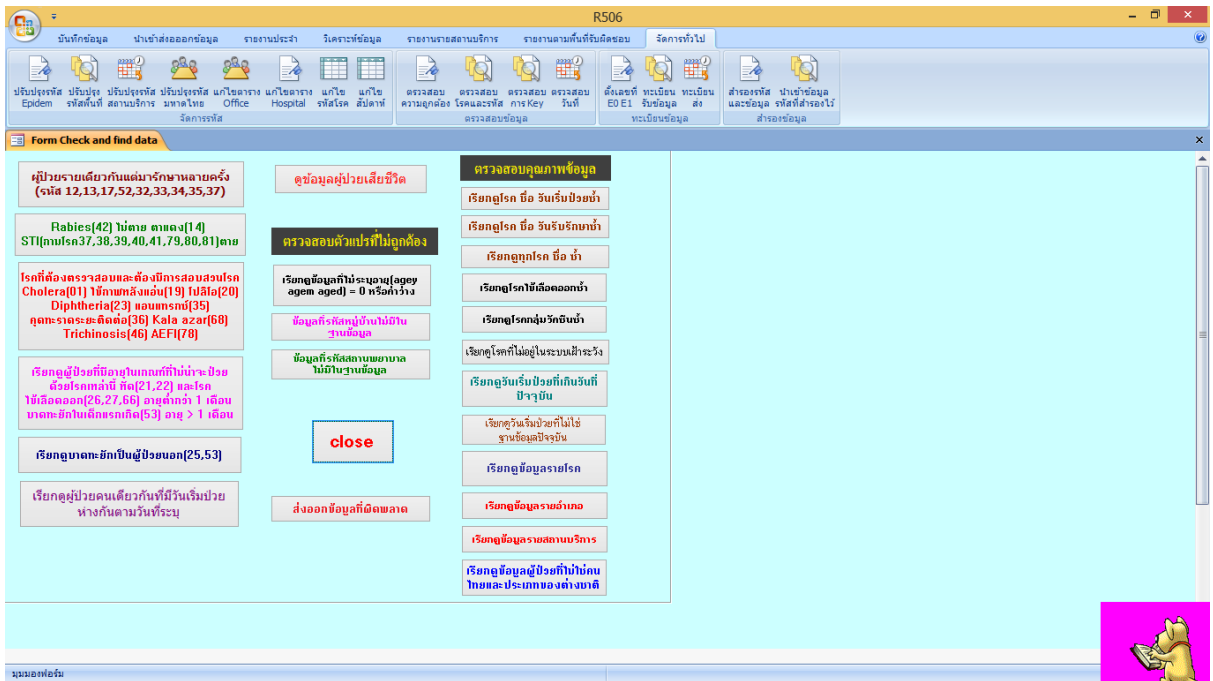 R506
บันทึกข้อมูล นำเข้าส่งออกข้อมูล รายงานประจำ วิเคราะห์ข้อมูล รายงานรายสถานบริการ รายงานตามพื้นที่รับผิดชอบ จัดการทั่วไป
ปรับปรุงรหัส Epidem
ปรับปรุง รหัสพื้นที่
ปรับปรุงรหัส สถานบริการ
ปรับปรุงรหัส มหาดไทย
แก้ไขตาราง Office
แก้ไขตาราง Hospital
แก้ไข รหัสโรค
แก้ไข สัปดาห์
ตรวจสอบ ความถูกต้อง
ตรวจสอบ โรคและรหัส
ตรวจสอบ การ Key
ตรวจสอบ วันที่
ตั้งเลขที่ E0 E1
ทะเบียน รับข้อมูล
ทะเบียน ส่ง
สำรองรหัส และข้อมูล
นำเข้าข้อมูล รหัสที่สำรองไว้
จัดการรหัส ตรวจสอบข้อมูล ทะเบียนข้อมูล สำรองข้อมูล
Form Check and find data
ผู้ป่วยรายเดียวกันแต่มารักษาหลายครั้ง
(รหัส 12,13,17,52,32,33,34,35,37)
Rabies(42) ไม่ตาย ตาแดง(14)
STI(กามโรค37,38,39,40,41,79,80,81)ตาย
โรคที่ต้องตรวจสอบและต้องมีการสอบสวนโรค
Cholera(01) ไข้กาฬหลังแอ่น(19) โปลิโอ(20)
Diphtheria(23) แอนแทรกซ์(35)
คุดทะราดระยะติดต่อ(36) Kala azar(68)
Trichinosis(46) AEFI(78)
เรียกดูผู้ป่วยที่มีอายุในเกณฑ์ที่ไม่น่าจะป่วย
ด้วยโรคเหล่านี้ หัด(21,22) และโรค
ไข้เลือดออก(26,27,66) อายุต่ำกว่า 1 เดือน
บาดทะยักในเด็กแรกเกิด(53) อายุ > 1 เดือน
เรียกดูบาดทะยักเป็นผู้ป่วยนอก(25,53)
เรียกดูผู้ป่วยคนเดียวกันที่มีวันเริ่มป่วย
ห่างกันตามวันที่ระบุ
ดูข้อมูลผู้ป่วยเสียชีวิต
ตรวจสอบตัวแปรที่ไม่ถูกต้อง
เรียกดูข้อมูลที่ไม่ระบุอายุ(agey
agem aged) = 0 หรือค่าว่าง
ข้อมูลที่รหัสหมู่บ้านไม่มีใน
ฐานข้อมูล
ข้อมูลที่รหัสสถานพยาบาล
ไม่มีในฐานข้อมูล
close
ส่งออกข้อมูลที่ผิดพลาด
ตรวจสอบคุณภาพข้อมูล
เรียกดูโรค ชื่อ วันเริ่มป่วยซ้ำ
เรียกดูโรค ชื่อ วันรับรักษาซ้ำ
เรียกดูทุกโรค ชื่อ ซ้ำ
เรียกดูโรคไข้เลือดออกซ้ำ
เรียกดูโรคกลุ่มวัคซีนซ้ำ
เรียกดูโรคที่ไม่อยู่ในระบบเฝ้าระวัง
เรียกดูวันเริ่มป่วยที่เกินวันที่
ปัจจุบัน
เรียกดูวันเริ่มป่วยที่ไม่ใช่
ฐานข้อมูลปัจจุบัน
เรียกดูข้อมูลรายโรค
เรียกดูข้อมูลรายอำเภอ
เรียกดูข้อมูลรายสถานบริการ
เรียกดูข้อมูลผู้ป่วยที่ไม่ใช่คน
ไทยและประเภทของต่างชาติ
มุมมองฟอร์ม